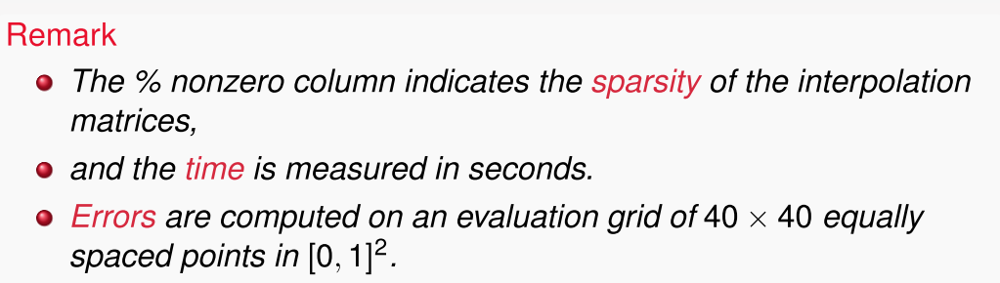 Remark
The % nonzero column indicates the sparsity of the interpolation
matrices,
and the time is measured in seconds.
Errors are computed on an evaluation grid of 40 × 40 equally
spaced points in [0, 1]².